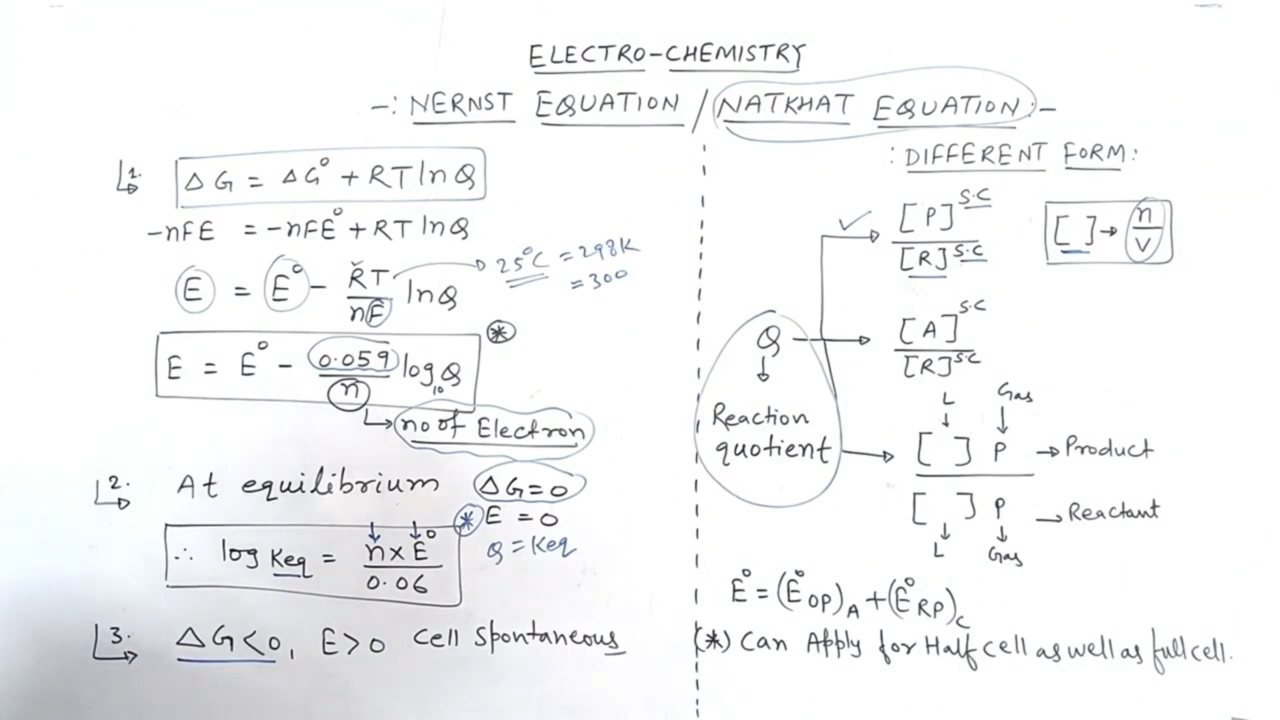 ELECTRO-CHEMISTRY
-: NERNST EQUATION / NATKHAT EQUATION :-
1. ΔG = ΔG° + RT ln Q
-nFE = -nFE° + RT ln Q
E = E° - RT/nF ln Q → 25°C = 298K
= 300
E = E° - 0.059/n log₁₀ Q (*)
→ no of Electron
2. At equilibrium ΔG = 0
* E = 0
Q = Keq
∴ log Keq = n × E°/0.06
3. ΔG < 0, E > 0 Cell Spontaneous
: DIFFERENT FORM :
[P]^S.C / [R]^S.C
[ ] → n/v
Q → [A]^S.C / [R]^S.C
Reaction
quotient
L Gas
[ ] P → Product
[ ] P → Reactant
L Gas
E° = (E°OP)A + (E°RP)C
(*) Can Apply for Half cell as well as full cell.